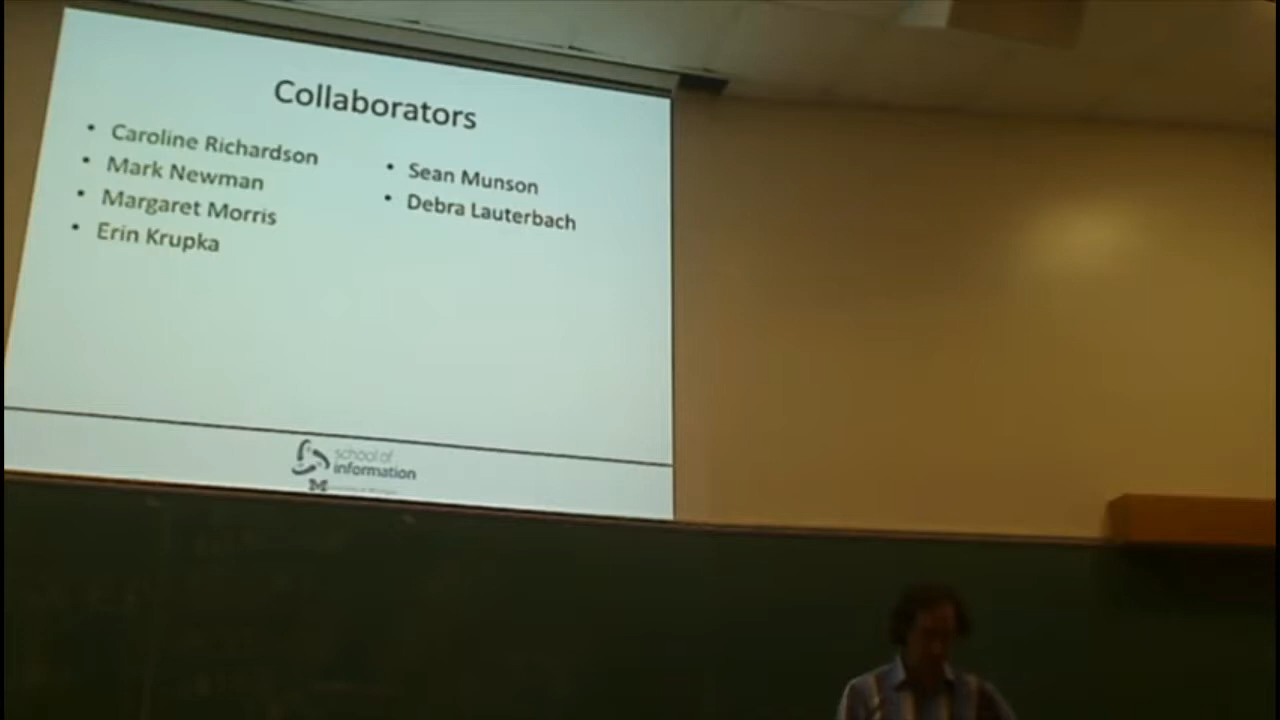 Collaborators
• Caroline Richardson
• Mark Newman
• Margaret Morris
• Erin Krupka
• Sean Munson
• Debra Lauterbach
school of
information
M